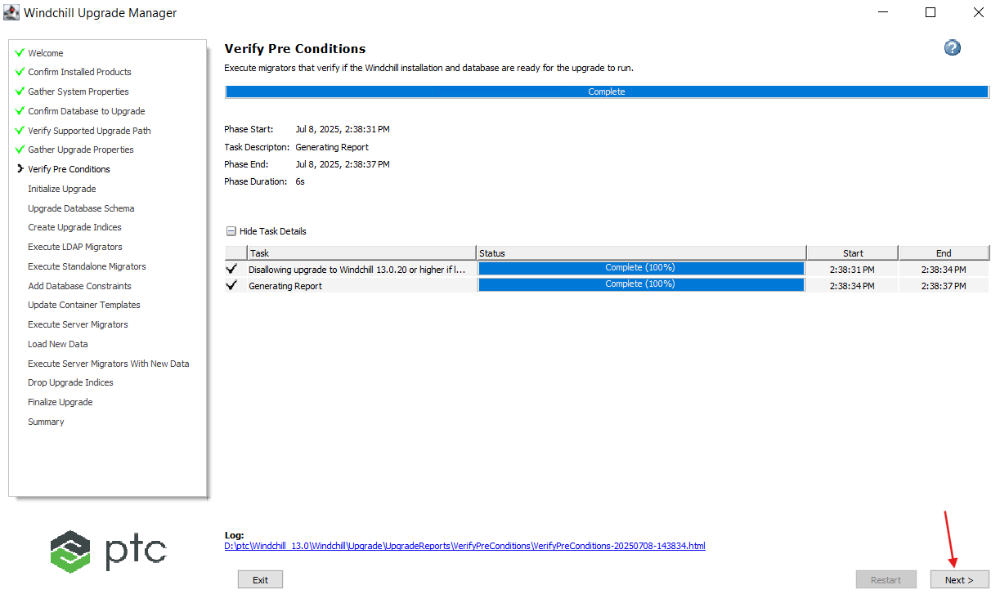 Windchill Upgrade Manager
Welcome
Confirm Installed Products
Gather System Properties
Confirm Database to Upgrade
Verify Supported Upgrade Path
Gather Upgrade Properties
Verify Pre Conditions
Initialize Upgrade
Upgrade Database Schema
Create Upgrade Indices
Execute LDAP Migrators
Execute Standalone Migrators
Add Database Constraints
Update Container Templates
Execute Server Migrators
Load New Data
Execute Server Migrators With New Data
Drop Upgrade Indices
Finalize Upgrade
Summary
ptc
Verify Pre Conditions
?
Execute migrators that verify if the Windchill installation and database are ready for the upgrade to run.
Complete
Phase Start: Jul 8, 2025, 2:38:31 PM
Task Descripton: Generating Report
Phase End: Jul 8, 2025, 2:38:37 PM
Phase Duration: 6s
Hide Task Details
Task Status Start End
Disallowing upgrade to Windchill 13.0.20 or higher if l... Complete (100%) 2:38:31 PM 2:38:34 PM
Generating Report Complete (100%) 2:38:34 PM 2:38:37 PM
Log:
D:\ptc\Windchill_13.0\Windchill\Upgrade\UpgradeReports\VerifyPreConditions\VerifyPreConditions-20250708-143834.html
Exit Restart Next >